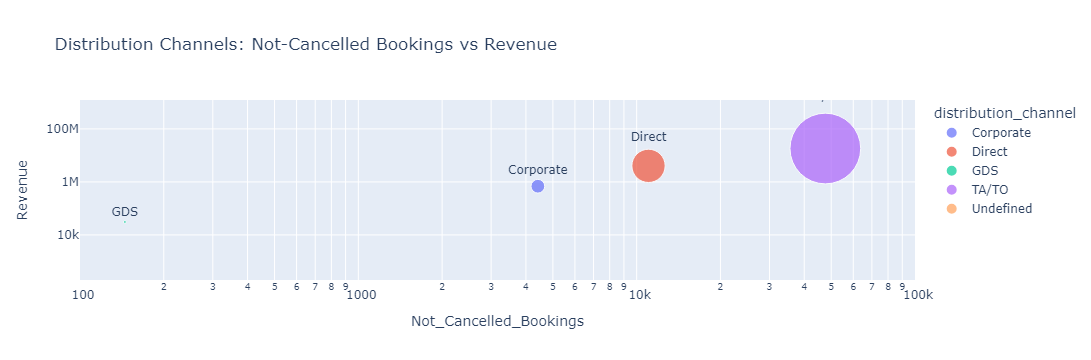 Distribution Channels: Not-Cancelled Bookings vs Revenue
distribution_channel
Corporate
Direct
GDS
TA/TO
Undefined
Revenue
100M
1M
10k
GDS
Corporate
Direct
2 3 4 5 6 7 8 9 2 3 4 5 6 7 8 9 2 3 4 5 6 7 8 9
100 1000 10k 100k
Not_Cancelled_Bookings